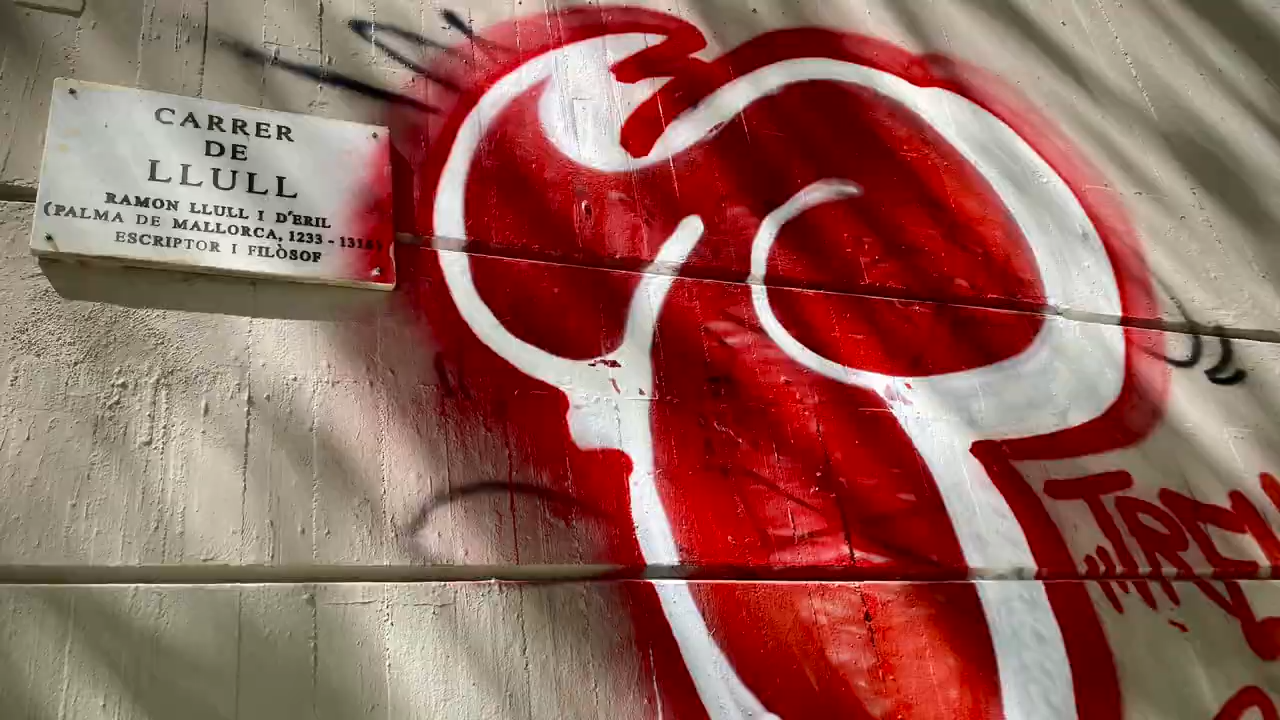 CARRER
DE
LLULL
RAMON LLULL I D'ERIL
(PALMA DE MALLORCA, 1233 - 1316)
ESCRIPTOR I FILÒSOF